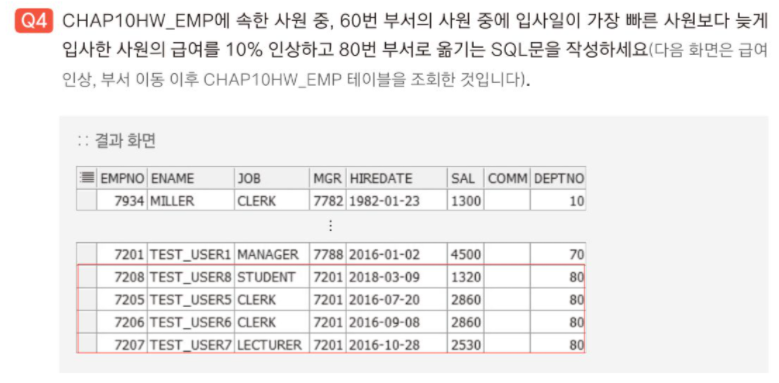 Q4 CHAP10HW_EMP에 속한 사원 중, 60번 부서의 사원 중에 입사일이 가장 빠른 사원보다 늦게
입사한 사원의 급여를 10% 인상하고 80번 부서로 옮기는 SQL문을 작성하세요(다음 화면은 급여
인상, 부서 이동 이후 CHAP10HW_EMP 테이블을 조회한 것입니다).
:: 결과 화면
EMPNO ENAME JOB MGR HIREDATE SAL COMM DEPTNO
7934 MILLER CLERK 7782 1982-01-23 1300 10
⋮
7201 TEST_USER1 MANAGER 7788 2016-01-02 4500 70
7208 TEST_USER8 STUDENT 7201 2018-03-09 1320 80
7205 TEST_USER5 CLERK 7201 2016-07-20 2860 80
7206 TEST_USER6 CLERK 7201 2016-09-08 2860 80
7207 TEST_USER7 LECTURER 7201 2016-10-28 2530 80